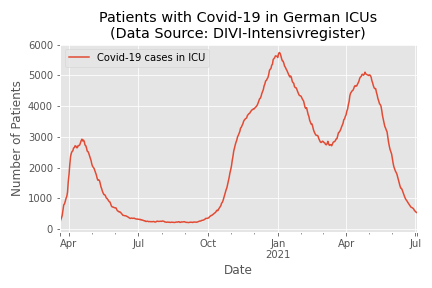 Patients with Covid-19 in German ICUs
(Data Source: DIVI-Intensivregister)
Covid-19 cases in ICU
Number of Patients
6000
5000
4000
3000
2000
1000
0
Apr Jul Oct Jan Apr Jul
2021
Date